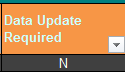 Data Update
Required
N